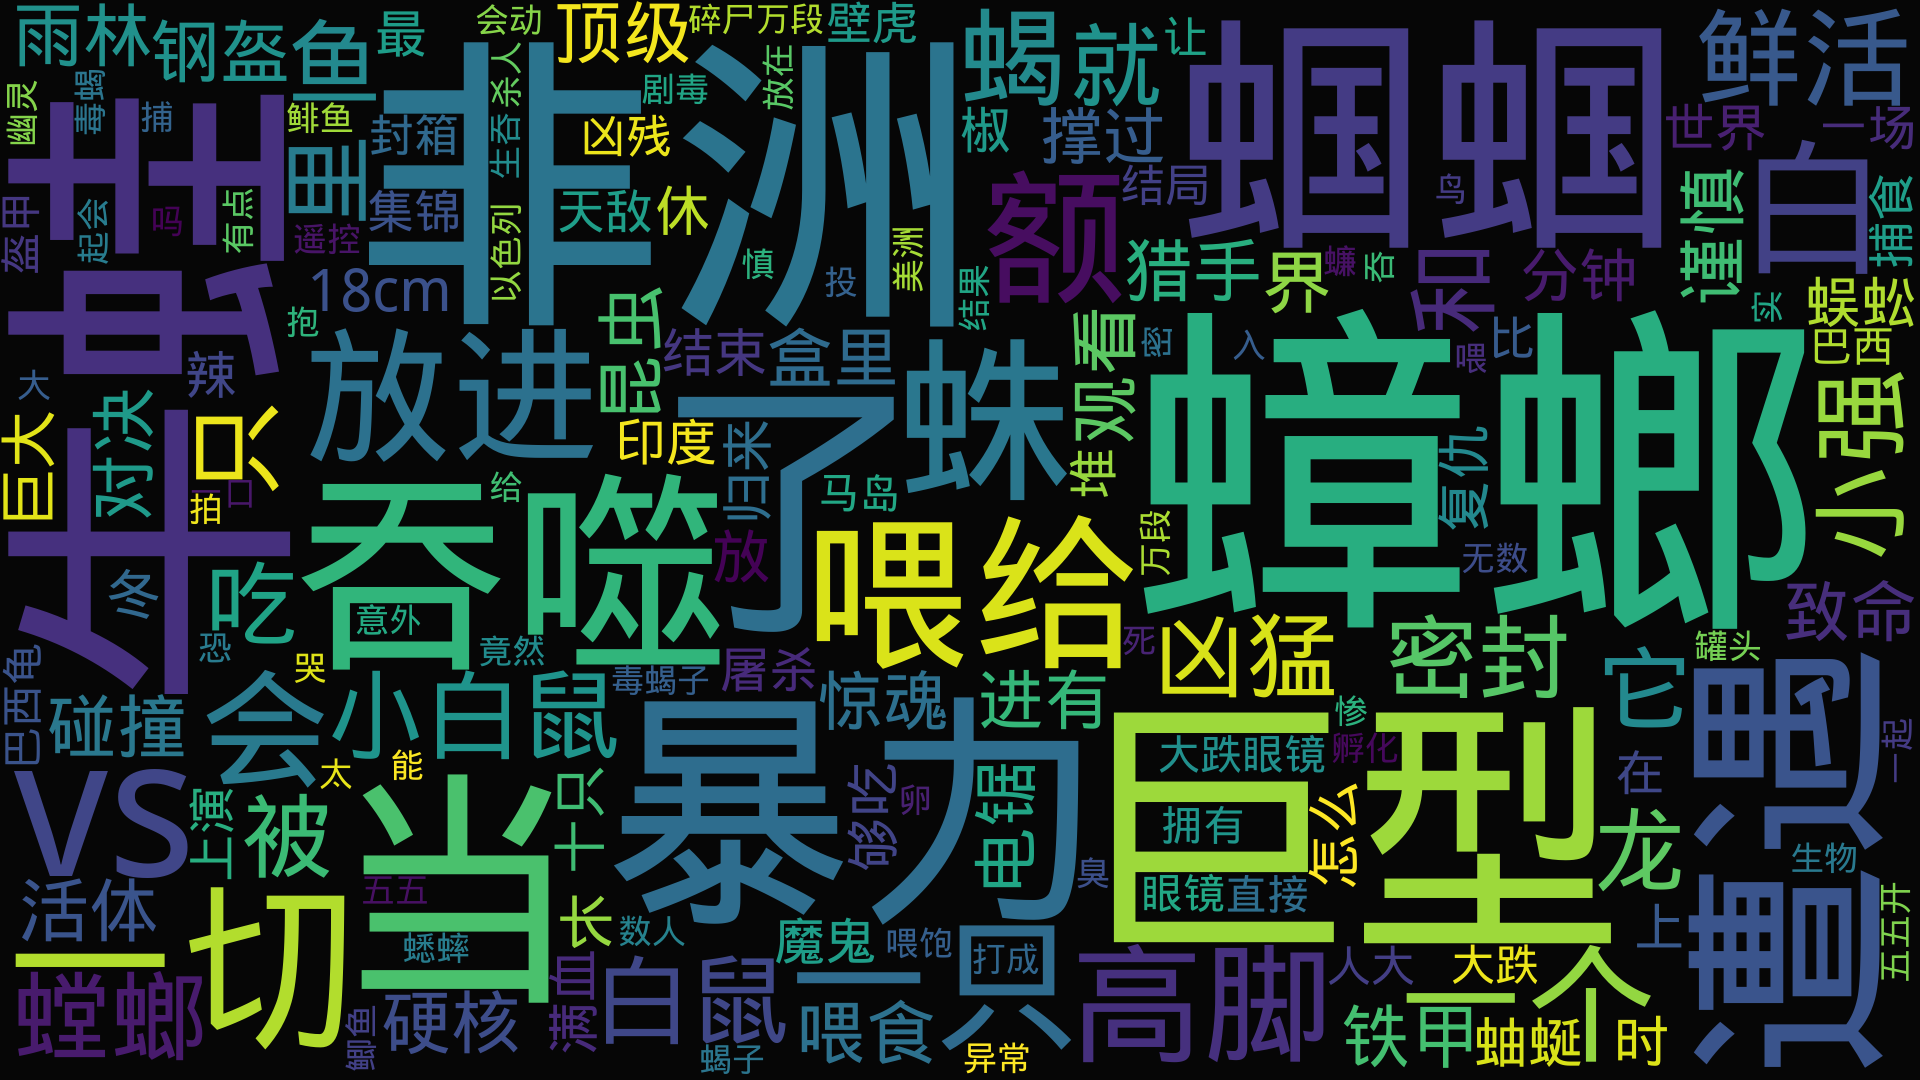 雨林
钢盔
鱼
最
会动
顶级
碎尸万段
壁虎
蝎
就
让
蝈蝈
鲜活
幽灵
毒蝎
捕
鲱鱼
封箱
生吞
杀人
剧毒
放在
凶残
非洲
椒
撑过
世界
一场
牛蛙
里
集锦
有点
吗
起会
盔甲
遥控
天敌
休
以色列
慎
投
美洲
额
结局
鸟
猎手
界
蠊
吞
和
分钟
谨慎
白
捕食
18cm
抱
昆虫
结果
密
入
喂
比
实
蜈蚣
巴西
大
辣
放进
结束
盒里
蛛
堆
观看
蟑螂
小强
巨大
对决
只
拍
一口
印度
归来
了
马岛
给
复仇
万段
无数
冬
吃
吞噬
意外
放
喂给
致命
恐
哭
竟然
毒蝎子
屠杀
惊魂
进有
死
凶猛
密封
罐头
它
遇
巴西龟
碰撞
会
小白鼠
惨
孵化
大跌眼镜
在
一起
太
能
暴力
够吃
卵
电锯
拥有
怎么
巨型
龙
VS
上演
被
当
十只
臭
眼镜
直接
生物
活体
一切
五五
蟋蟀
长
数人
魔鬼
喂饱
一只
打成
上
五五开
遭
螳螂
鲫鱼
硬核
满血
白鼠
蝎子
喂食
异常
高脚
人大
大跌
铁甲
一个
蚰蜒
时